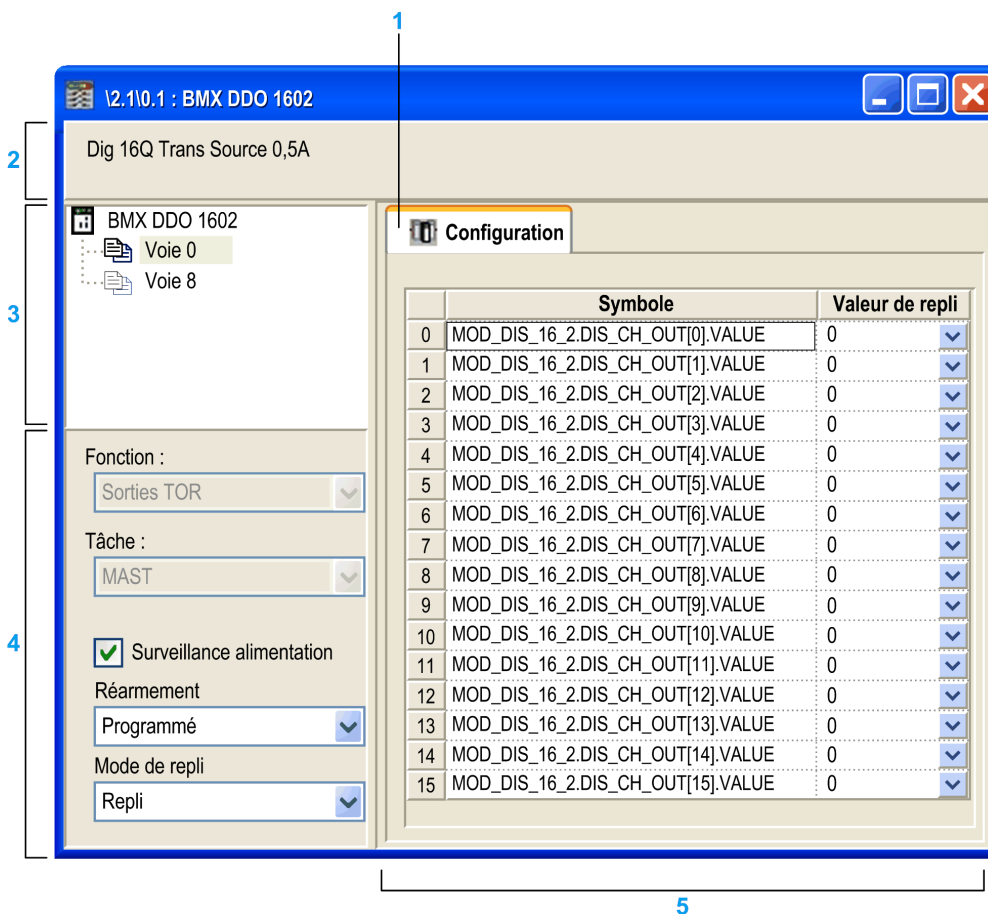 1
\2.1\0.1 : BMX DDO 1602
2
Dig 16Q Trans Source 0,5A
3
BMX DDO 1602
Voie 0
Voie 8
Configuration
Symbole Valeur de repli
0 MOD_DIS_16_2.DIS_CH_OUT[0].VALUE 0
1 MOD_DIS_16_2.DIS_CH_OUT[1].VALUE 0
2 MOD_DIS_16_2.DIS_CH_OUT[2].VALUE 0
3 MOD_DIS_16_2.DIS_CH_OUT[3].VALUE 0
4 MOD_DIS_16_2.DIS_CH_OUT[4].VALUE 0
5 MOD_DIS_16_2.DIS_CH_OUT[5].VALUE 0
6 MOD_DIS_16_2.DIS_CH_OUT[6].VALUE 0
7 MOD_DIS_16_2.DIS_CH_OUT[7].VALUE 0
8 MOD_DIS_16_2.DIS_CH_OUT[8].VALUE 0
9 MOD_DIS_16_2.DIS_CH_OUT[9].VALUE 0
10 MOD_DIS_16_2.DIS_CH_OUT[10].VALUE 0
11 MOD_DIS_16_2.DIS_CH_OUT[11].VALUE 0
12 MOD_DIS_16_2.DIS_CH_OUT[12].VALUE 0
13 MOD_DIS_16_2.DIS_CH_OUT[13].VALUE 0
14 MOD_DIS_16_2.DIS_CH_OUT[14].VALUE 0
15 MOD_DIS_16_2.DIS_CH_OUT[15].VALUE 0
4
Fonction :
Sorties TOR
Tâche :
MAST
Surveillance alimentation
Réarmement
Programmé
Mode de repli
Repli
5